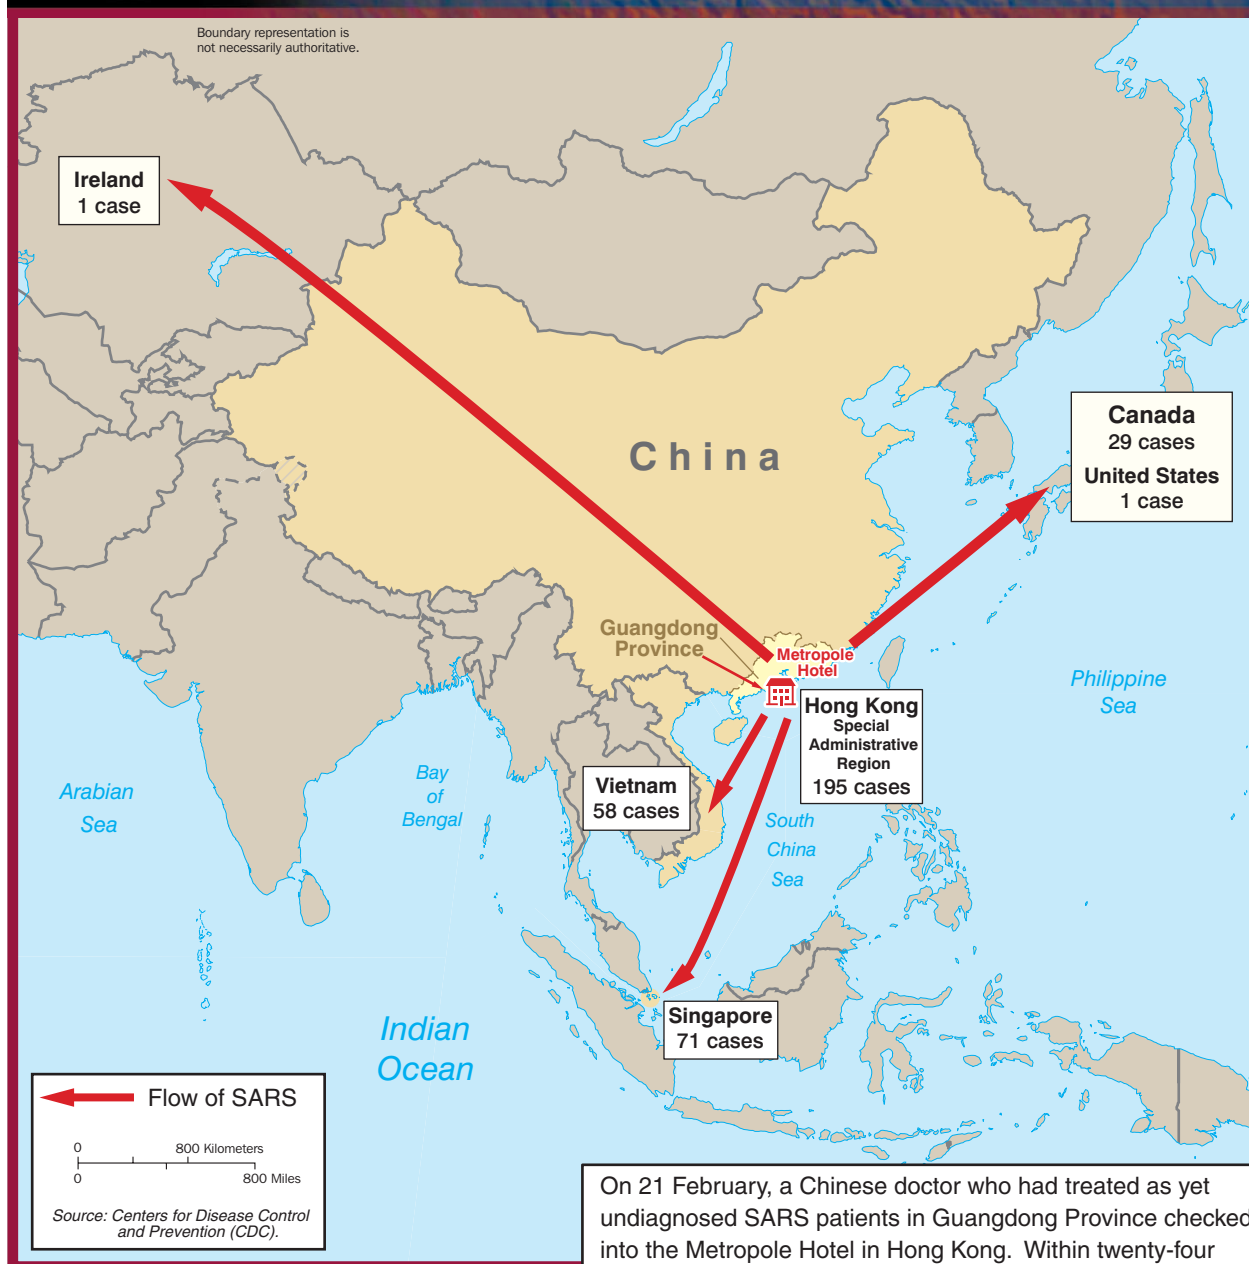 Boundary representation is
not necessarily authoritative.
Ireland
1 case
China
Canada
29 cases
United States
1 case
Guangdong
Province
Metropole
Hotel
Hong Kong
Special
Administrative
Region
195 cases
Philippine
Sea
Vietnam
58 cases
Arabian
Sea
Bay
of
Bengal
South
China
Sea
Singapore
71 cases
Indian
Ocean
Flow of SARS
0 800 Kilometers
0 800 Miles
Source: Centers for Disease Control
and Prevention (CDC).
On 21 February, a Chinese doctor who had treated as yet
undiagnosed SARS patients in Guangdong Province checked
into the Metropole Hotel in Hong Kong. Within twenty-four